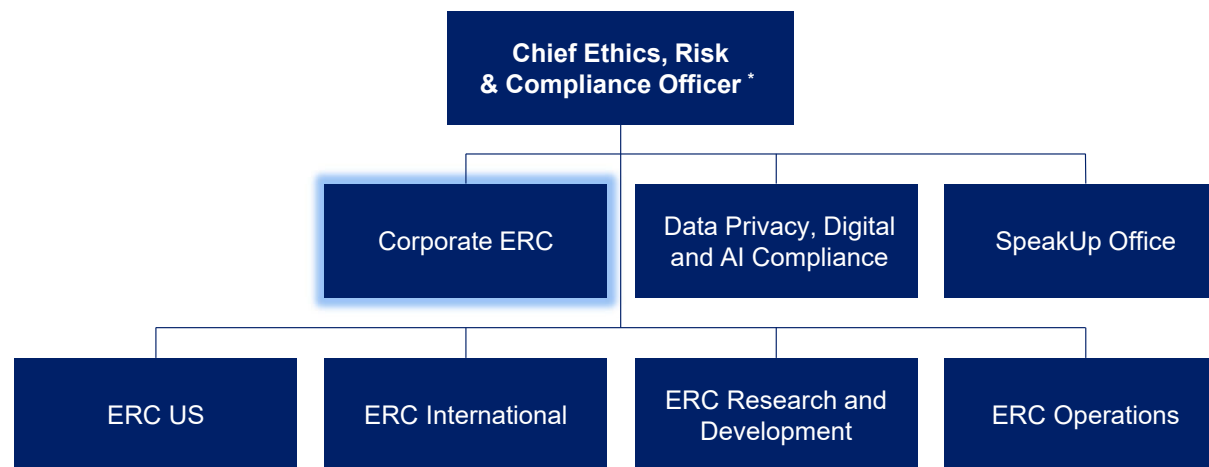 Chief Ethics, Risk
& Compliance Officer *
Corporate ERC
Data Privacy, Digital
and AI Compliance
SpeakUp Office
ERC US
ERC International
ERC Research and
Development
ERC Operations